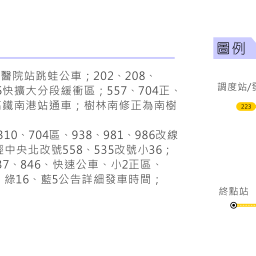 圖例
醫院站跳蛙公車；202、208、
快擴大分段緩衝區；557、704正、
鐵南港站通車；樹林南修正為南樹
調度站/
223
310、704區、938、981、986改線
中央北改號558、535改號小36；
37、846、快速公車、小2正區、
綠16、藍5公告詳細發車時間；
終點站